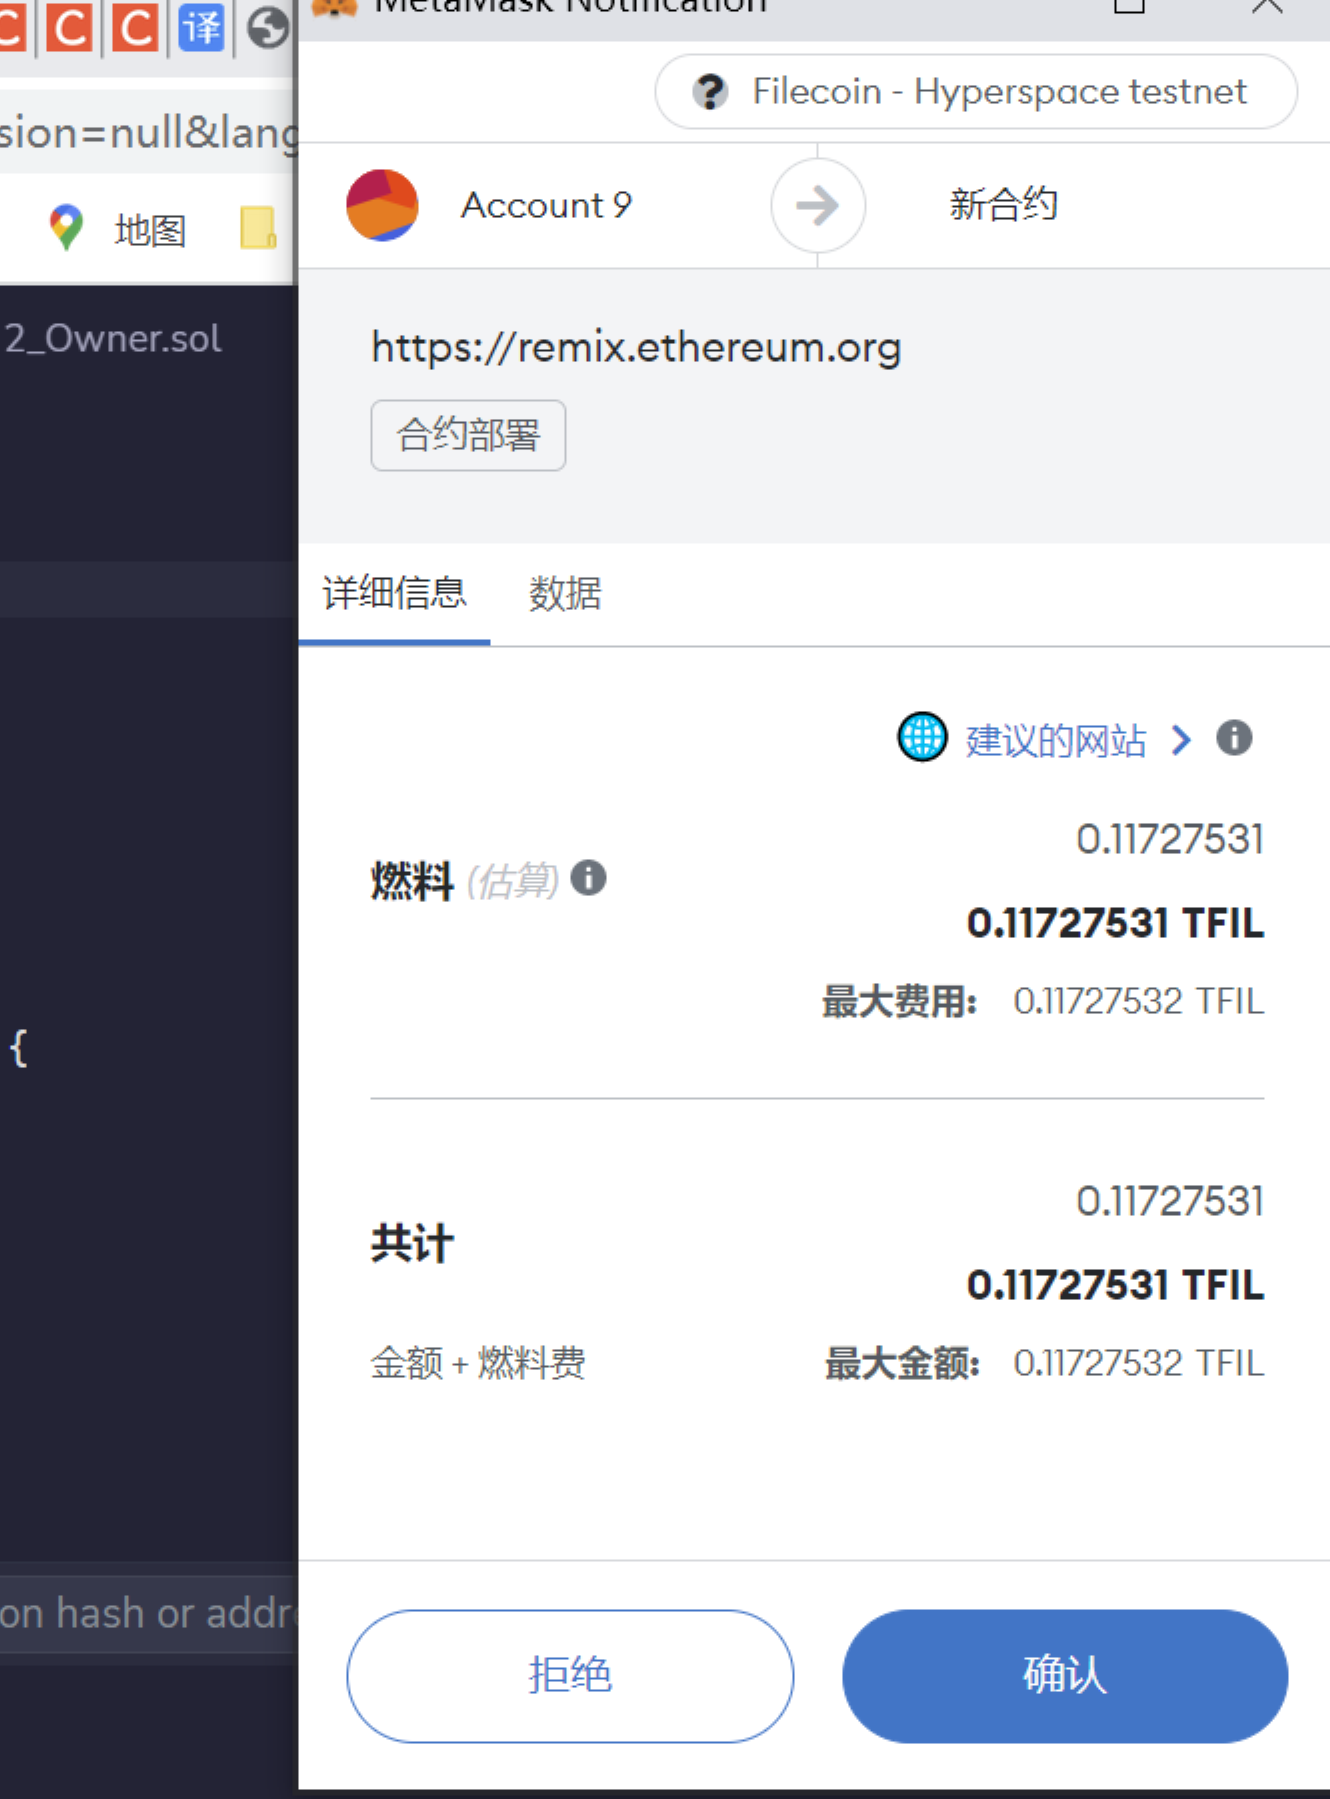 C C C 译
MetaMask Notification
Filecoin - Hyperspace testnet
sion=null&lang
Account 9
新合约
地图
2_Owner.sol
https://remix.ethereum.org
合约部署
详细信息
数据
建议的网站
0.11727531
燃料 (估算)
0.11727531 TFIL
最大费用: 0.11727532 TFIL
{
0.11727531
共计
0.11727531 TFIL
金额 + 燃料费
最大金额: 0.11727532 TFIL
on hash or addre
拒绝
确认